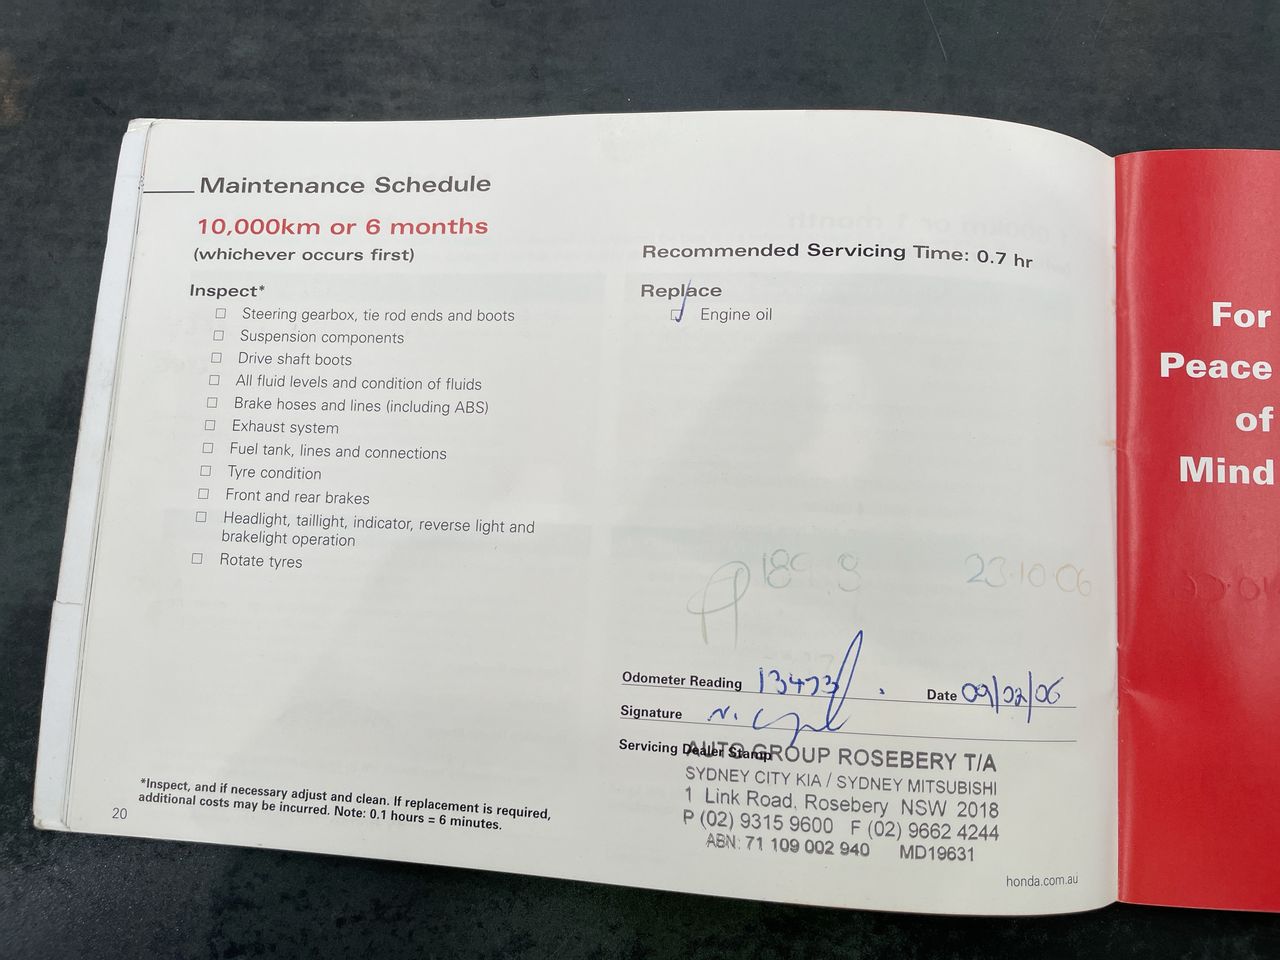 Maintenance Schedule
10,000km or 6 months
(whichever occurs first)
Inspect*
Steering gearbox, tie rod ends and boots
Suspension components
Drive shaft boots
All fluid levels and condition of fluids
Brake hoses and lines (including ABS)
Exhaust system
Fuel tank, lines and connections
Tyre condition
Front and rear brakes
Headlight, taillight, indicator, reverse light and
brakelight operation
Rotate tyres
*Inspect, and if necessary adjust and clean. If replacement is required,
additional costs may be incurred. Note: 0.1 hours = 6 minutes.
20
Recommended Servicing Time: 0.7 hr
Replace
Engine oil
23.10.06
Odometer Reading 13473 Date 09/02/06
Signature
Servicing Dealer Stamp
AUTO GROUP ROSEBERY T/A
SYDNEY CITY KIA / SYDNEY MITSUBISHI
1 Link Road, Rosebery NSW 2018
P (02) 9315 9600 F (02) 9662 4244
ABN: 71 109 002 940 MD19631
honda.com.au
For
Peace
of
Mind